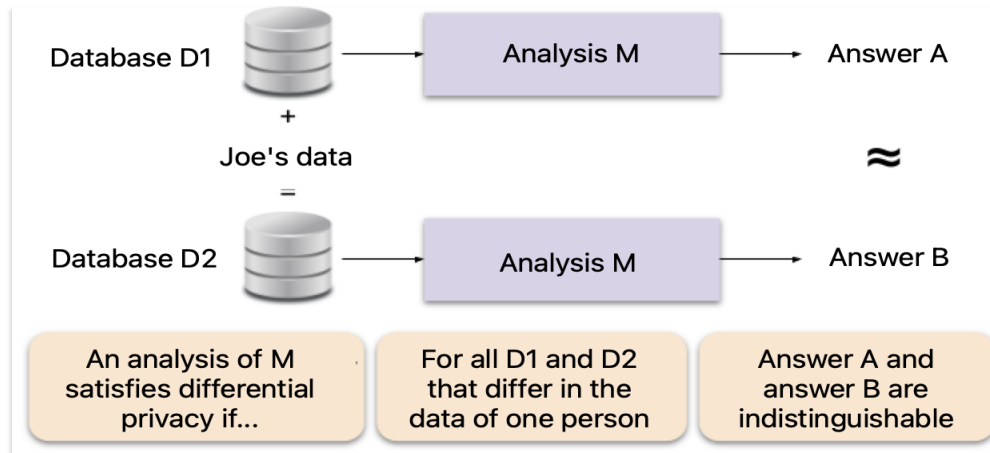 Database D1
Analysis M
Answer A
+
Joe's data
≈
=
Database D2
Analysis M
Answer B
An analysis of M
satisfies differential
privacy if...
For all D1 and D2
that differ in the
data of one person
Answer A and
answer B are
indistinguishable